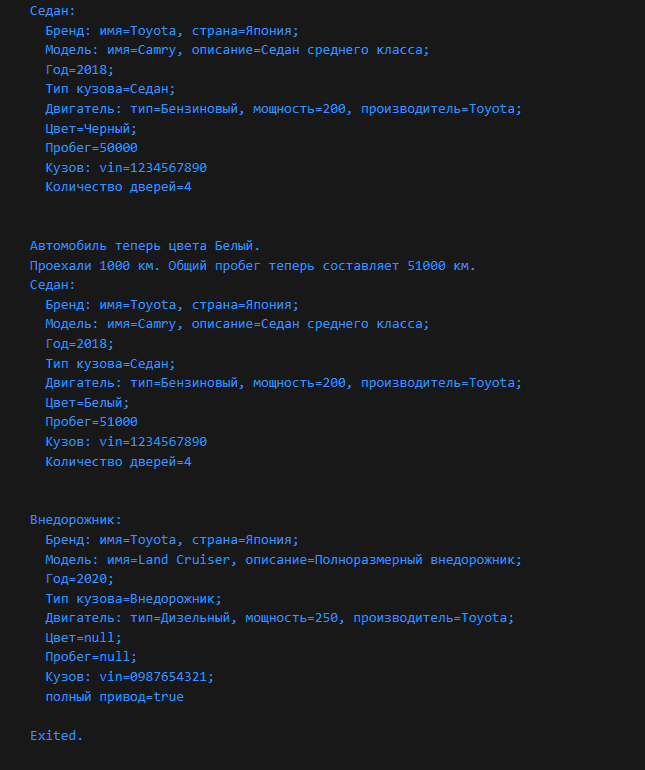 Седан:
Бренд: имя=Toyota, страна=Япония;
Модель: имя=Camry, описание=Седан среднего класса;
Год=2018;
Тип кузова=Седан;
Двигатель: тип=Бензиновый, мощность=200, производитель=Toyota;
Цвет=Черный;
Пробег=50000
Кузов: vin=1234567890
Количество дверей=4
Автомобиль теперь цвета Белый.
Проехали 1000 км. Общий пробег теперь составляет 51000 км.
Седан:
Бренд: имя=Toyota, страна=Япония;
Модель: имя=Camry, описание=Седан среднего класса;
Год=2018;
Тип кузова=Седан;
Двигатель: тип=Бензиновый, мощность=200, производитель=Toyota;
Цвет=Белый;
Пробег=51000
Кузов: vin=1234567890
Количество дверей=4
Внедорожник:
Бренд: имя=Toyota, страна=Япония;
Модель: имя=Land Cruiser, описание=Полноразмерный внедорожник;
Год=2020;
Тип кузова=Внедорожник;
Двигатель: тип=Дизельный, мощность=250, производитель=Toyota;
Цвет=null;
Пробег=null;
Кузов: vin=0987654321;
полный привод=true
Exited.